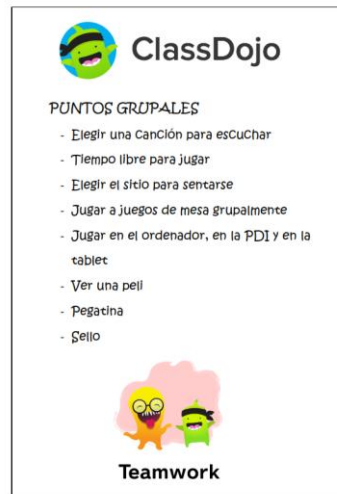 ClassDojo
PUNTOS GRUPALES
- Elegir una canción para escuchar
- Tiempo libre para jugar
- Elegir el sitio para sentarse
- Jugar a juegos de mesa grupalmente
- Jugar en el ordenador, en la PDI y en la
tablet
- Ver una peli
- Pegatina
- Sello
Teamwork